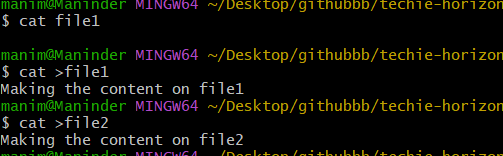 manim@Maninder MINGW64 ~/Desktop/githubbb/techie-horizon
$ cat file1
manim@Maninder MINGW64 ~/Desktop/githubbb/techie-horizon
$ cat >file1
Making the content on file1
manim@Maninder MINGW64 ~/Desktop/githubbb/techie-horizon
$ cat >file2
Making the content on file2
manim@Maninder MINGW64 ~/Desktop/githubbb/techie-horizon